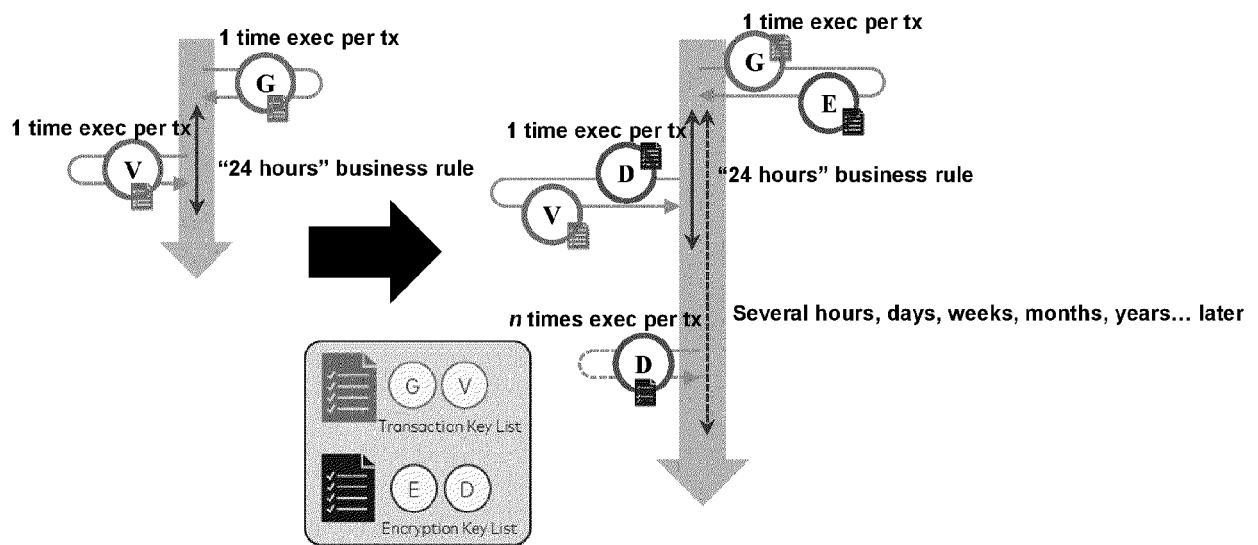 1 time exec per tx
G
1 time exec per tx
V
“24 hours” business rule
1 time exec per tx
G
E
1 time exec per tx
D
“24 hours” business rule
V
n times exec per tx
Several hours, days, weeks, months, years... later
D
G V
Transaction Key List
E D
Encryption Key List